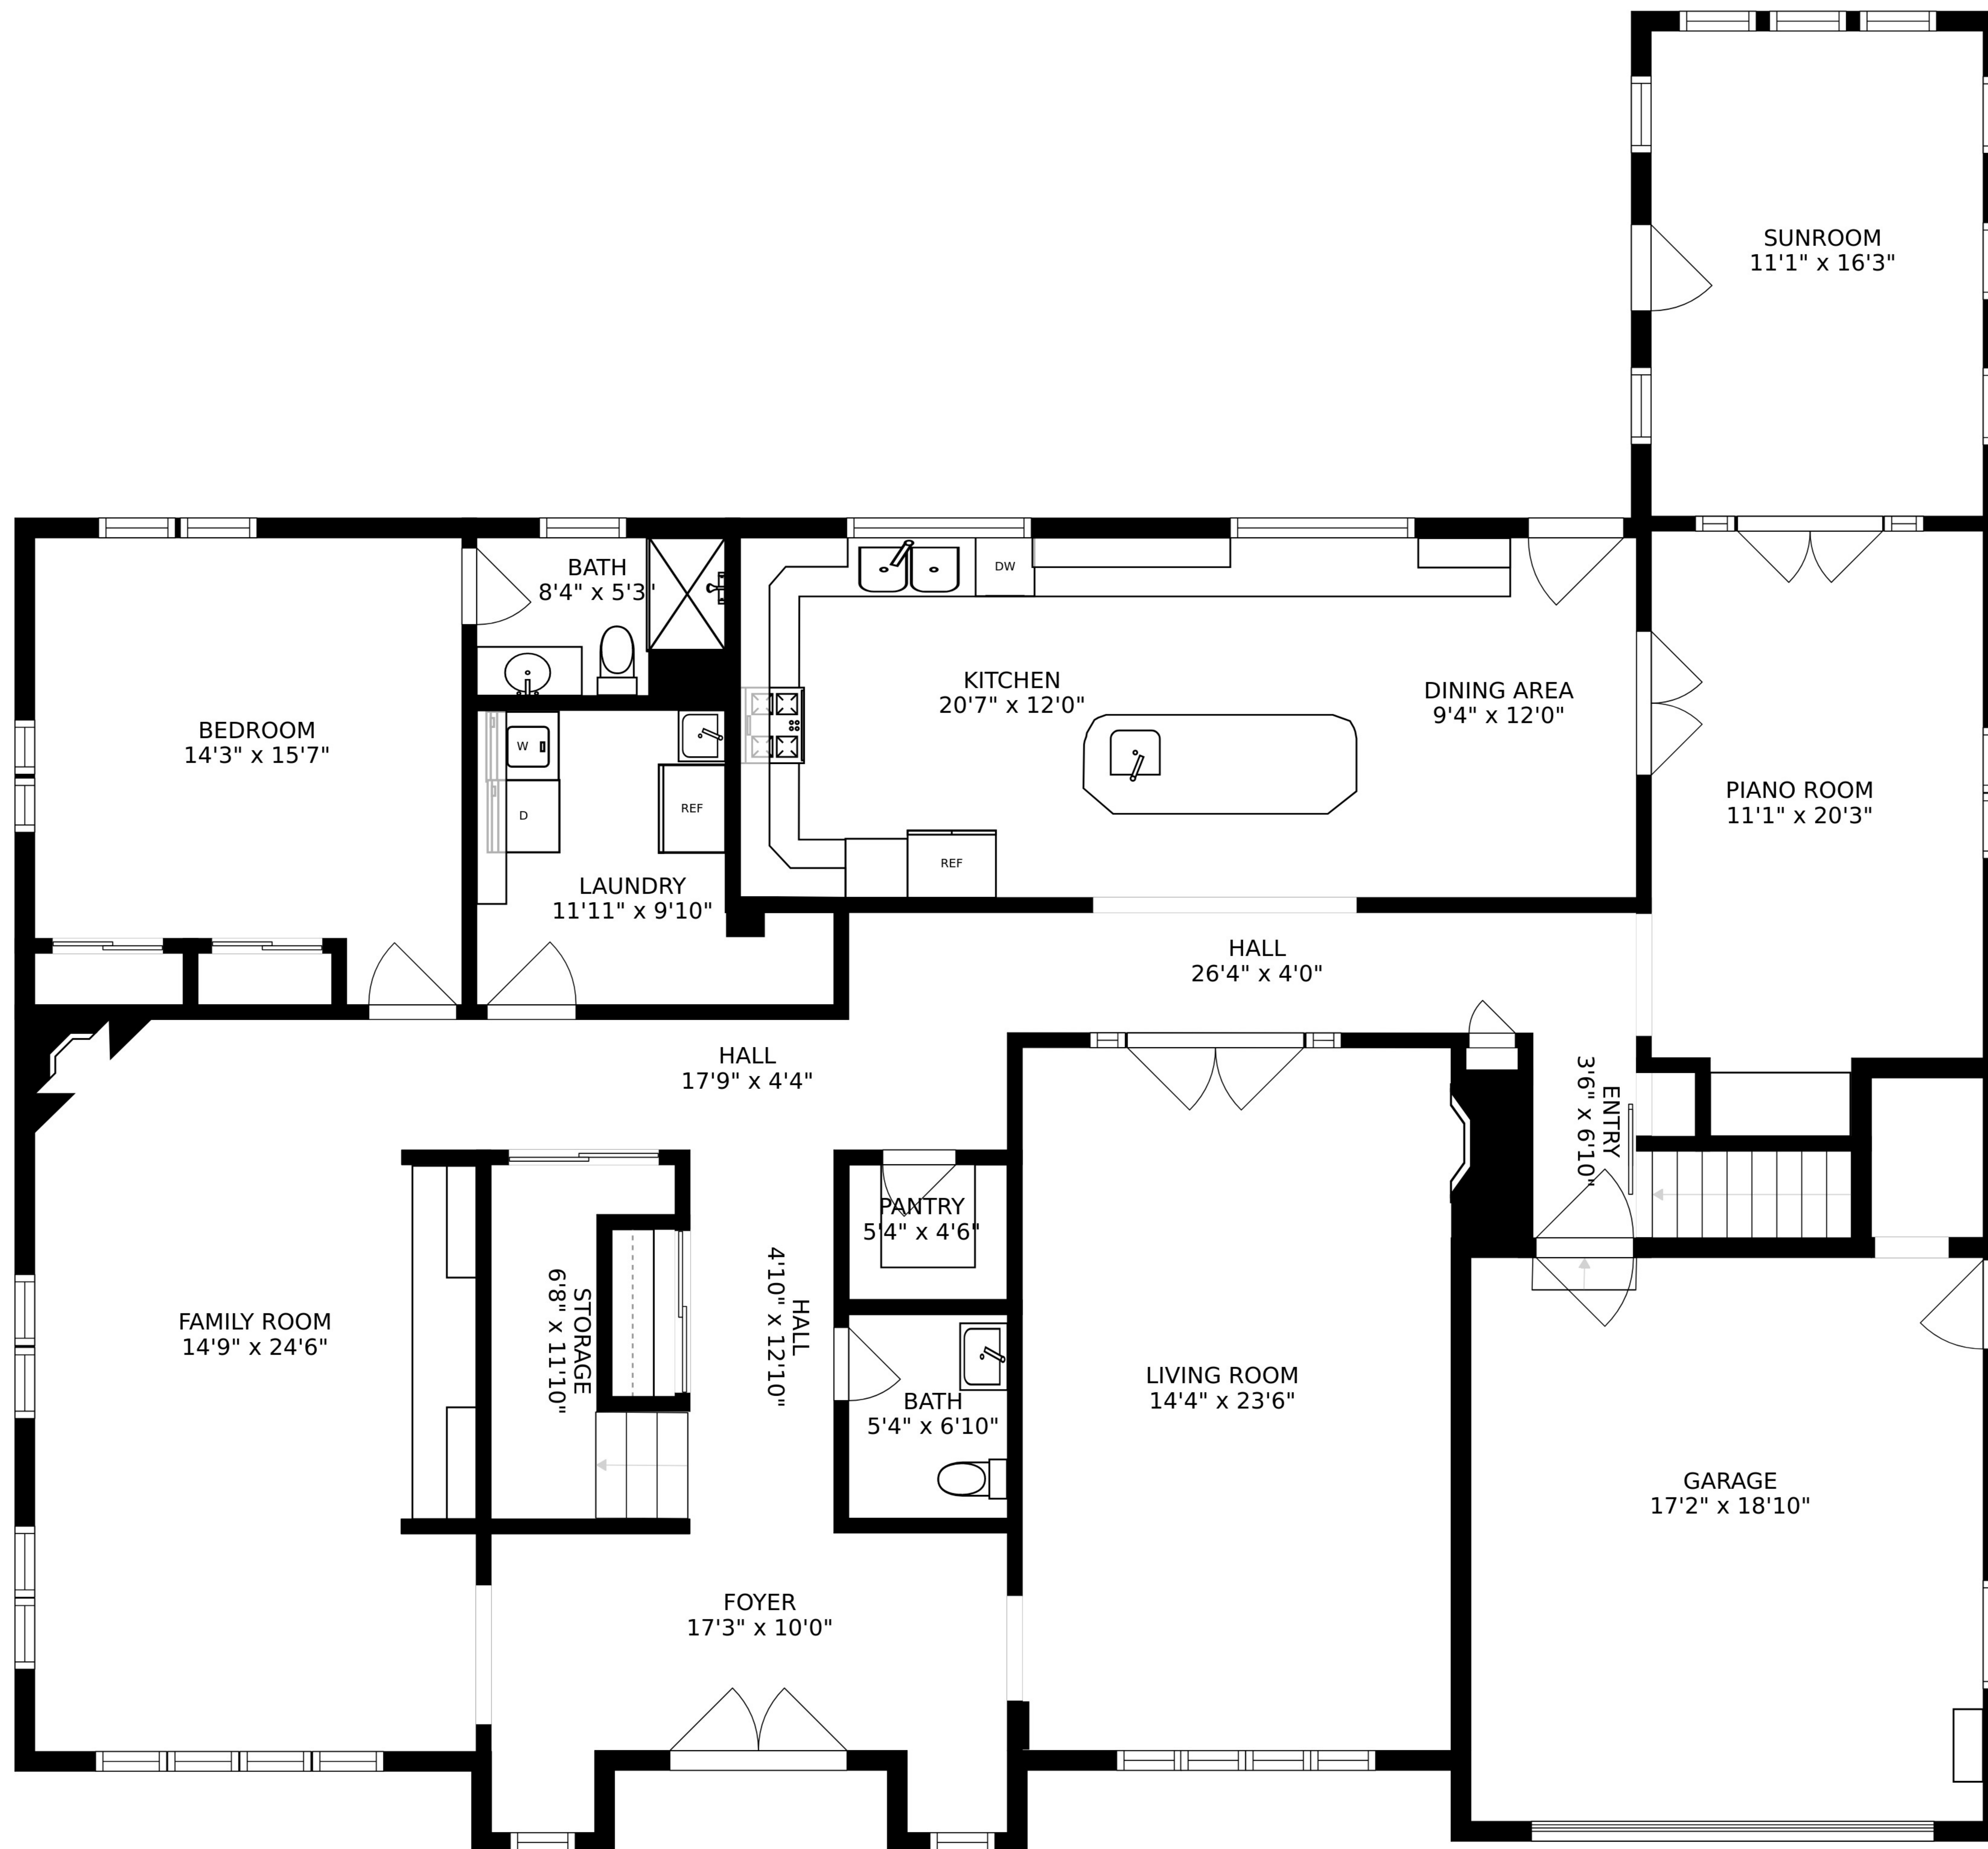 SUNROOM
11'1" x 16'3"
BATH
8'4" x 5'3"
DW
KITCHEN
20'7" x 12'0"
DINING AREA
9'4" x 12'0"
BEDROOM
14'3" x 15'7"
W
D
REF
REF
PIANO ROOM
11'1" x 20'3"
LAUNDRY
11'11" x 9'10"
HALL
26'4" x 4'0"
HALL
17'9" x 4'4"
ENTRY
3'6" x 6'10"
PANTRY
5'4" x 4'6"
FAMILY ROOM
14'9" x 24'6"
STORAGE
6'8" x 11'10"
HALL
4'10" x 12'10"
BATH
5'4" x 6'10"
LIVING ROOM
14'4" x 23'6"
GARAGE
17'2" x 18'10"
FOYER
17'3" x 10'0"